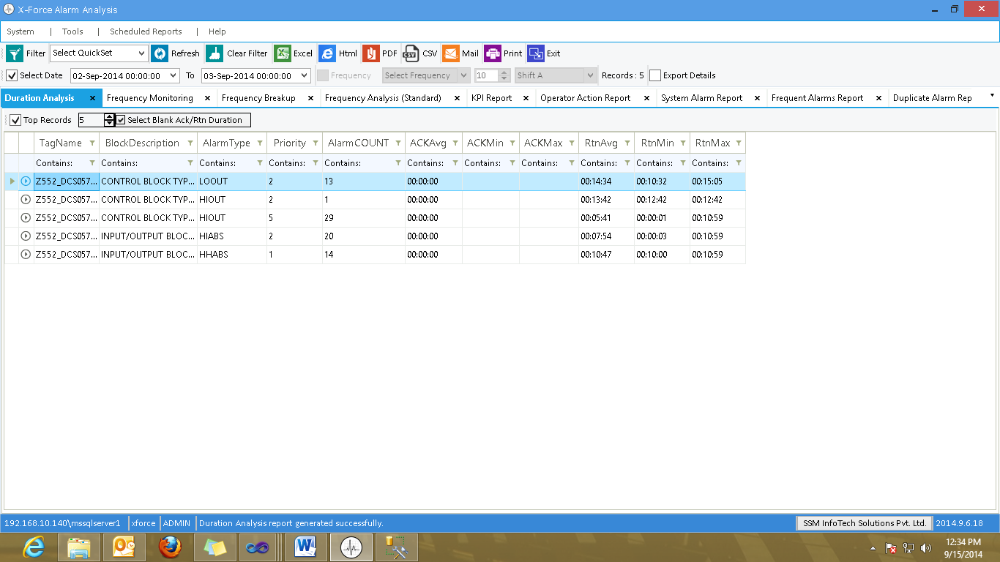 X-Force Alarm Analysis
System | Tools | Scheduled Reports | Help
Filter Select QuickSet Refresh Clear Filter Excel Html PDF CSV CSV Mail Print Exit
Select Date 02-Sep-2014 00:00:00 To 03-Sep-2014 00:00:00 Frequency Select Frequency 10 Shift A Records : 5 Export Details
Duration Analysis Frequency Monitoring Frequency Breakup Frequency Analysis (Standard) KPI Report Operator Action Report System Alarm Report Frequent Alarms Report Duplicate Alarm Rep
Top Records 5 Select Blank Ack/Rtn Duration
TagName BlockDescription AlarmType Priority AlarmCOUNT ACKAvg ACKMin ACKMax RtnAvg RtnMin RtnMax
Contains: Contains: Contains: Contains: Contains: Contains: Contains: Contains: Contains: Contains: Contains:
Z552_DCS057... CONTROL BLOCK TYP... LOOUT 2 13 00:00:00 00:14:34 00:10:32 00:15:05
Z552_DCS057... CONTROL BLOCK TYP... HIOUT 2 1 00:00:00 00:13:42 00:12:42 00:12:42
Z552_DCS057... CONTROL BLOCK TYP... HIOUT 5 29 00:00:00 00:05:41 00:00:01 00:10:59
Z552_DCS057... INPUT/OUTPUT BLOC... HIABS 2 20 00:00:00 00:07:54 00:00:03 00:10:59
Z552_DCS057... INPUT/OUTPUT BLOC... HHABS 1 14 00:00:00 00:10:47 00:10:00 00:10:59
192.168.10.140\mssqlserver1 xforce ADMIN Duration Analysis report generated successfully. SSM InfoTech Solutions Pvt. Ltd. 2014.9.6.18
12:34 PM
9/15/2014